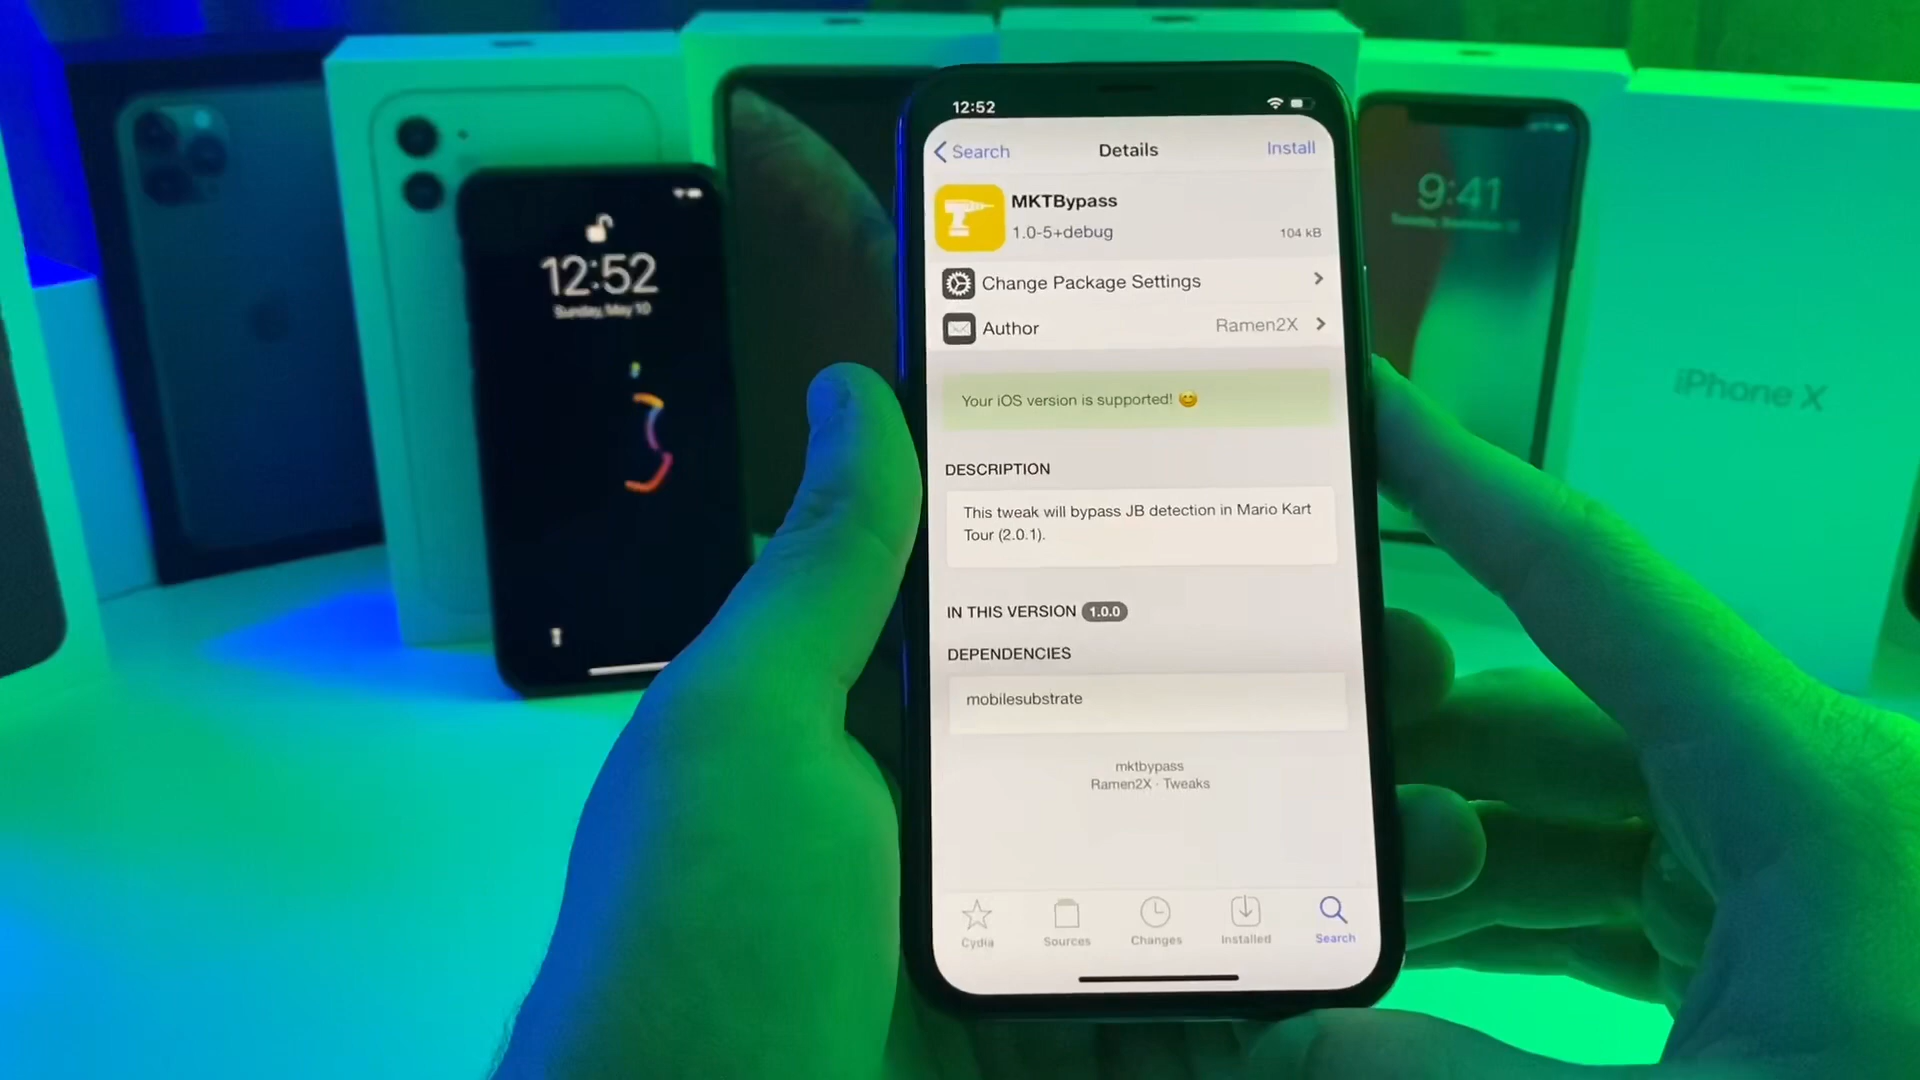 12:52
Search
Details
Install
MKTBypass
1.0-5+debug
104 kB
Change Package Settings
Author
Ramen2X
Your iOS version is supported! 😊
DESCRIPTION
This tweak will bypass JB detection in Mario Kart
Tour (2.0.1).
IN THIS VERSION 1.0.0
DEPENDENCIES
mobilesubstrate
mktbypass
Ramen2X · Tweaks
Cydia
Sources
Changes
Installed
Search
12:52
Sunday, May 10
9:41
iPhone X